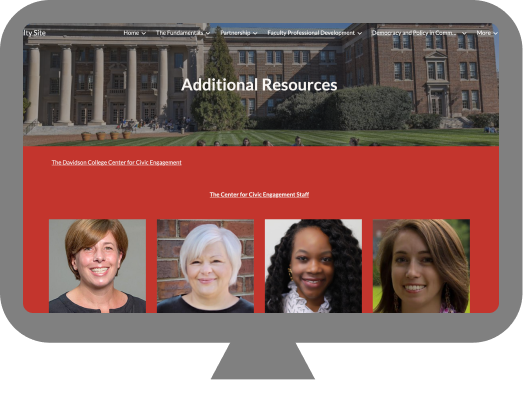 lty Site
Home
The Fundamentals
Partnership
Faculty Professional Development
Democracy and Policy in Comm...
More
Additional Resources
The Davidson College Center for Civic Engagement
The Center for Civic Engagement Staff